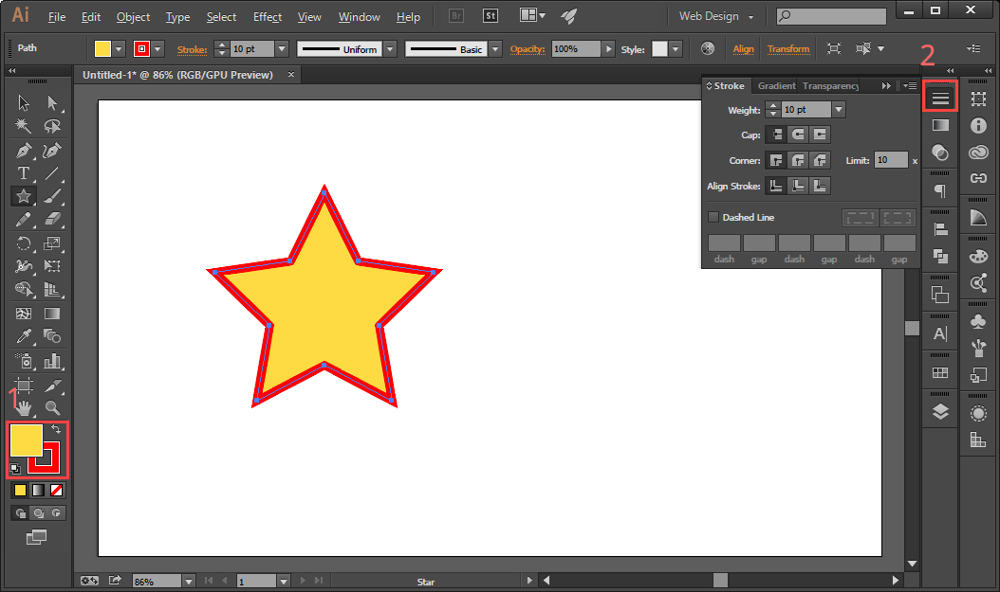 Ai File Edit Object Type Select Effect View Window Help Br St Web Design
Path Stroke: 10 pt Uniform Basic Opacity: 100% Style: Align Transform
2
Untitled-1* @ 86% (RGB/GPU Preview) ×
Stroke Gradient Transparency
Weight: 10 pt
Cap:
Corner: Limit: 10 x
Align Stroke:
Dashed Line
dash gap dash gap dash gap
1
86% 1 Star